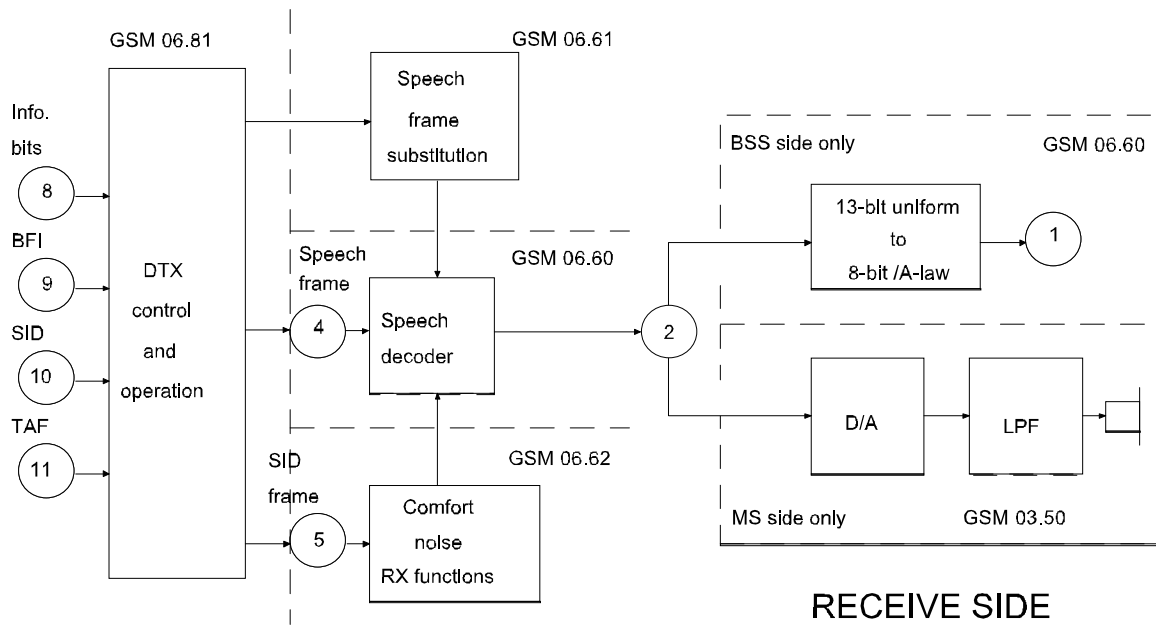 GSM 06.81
GSM 06.61
Speech
frame
substitution
Info.
bits
8
BFI
9
SID
10
TAF
11
DTX
control
and
operation
Speech
frame
4
GSM 06.60
Speech
decoder
SID
frame
5
GSM 06.62
Comfort
noise
RX functions
2
BSS side only
GSM 06.60
13-bit uniform
to
8-bit /A-law
1
D/A
LPF
MS side only
GSM 03.50
RECEIVE SIDE